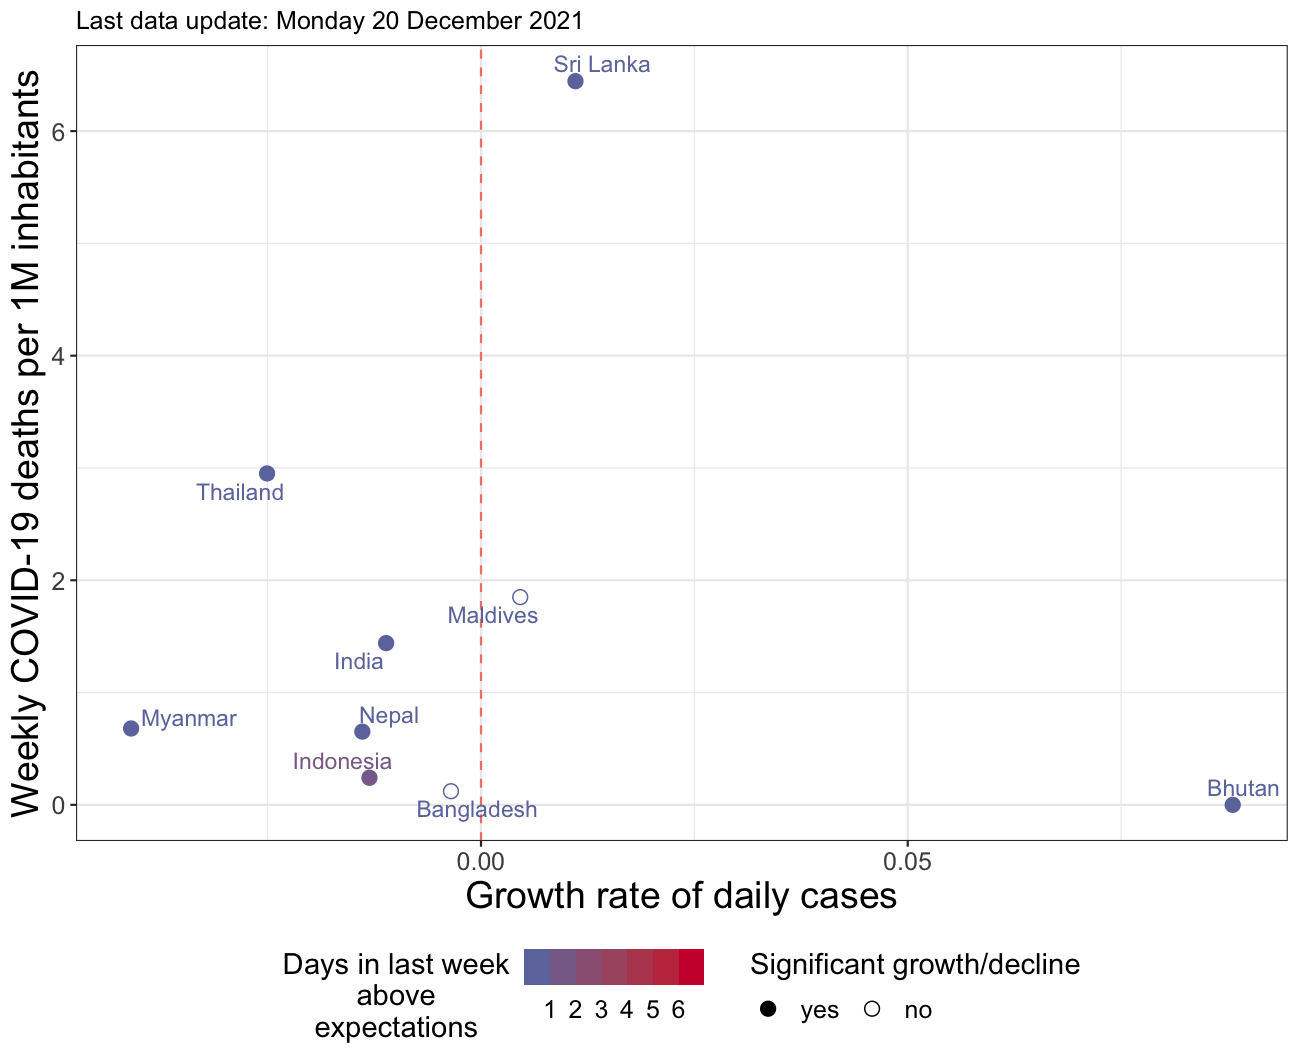 Last data update: Monday 20 December 2021
Weekly COVID-19 deaths per 1M inhabitants
6
4
2
0
Sri Lanka
Thailand
Maldives
India
Myanmar
Nepal
Indonesia
Bangladesh
Bhutan
0.00
0.05
Growth rate of daily cases
Days in last week
above
expectations
1 2 3 4 5 6
Significant growth/decline
yes no